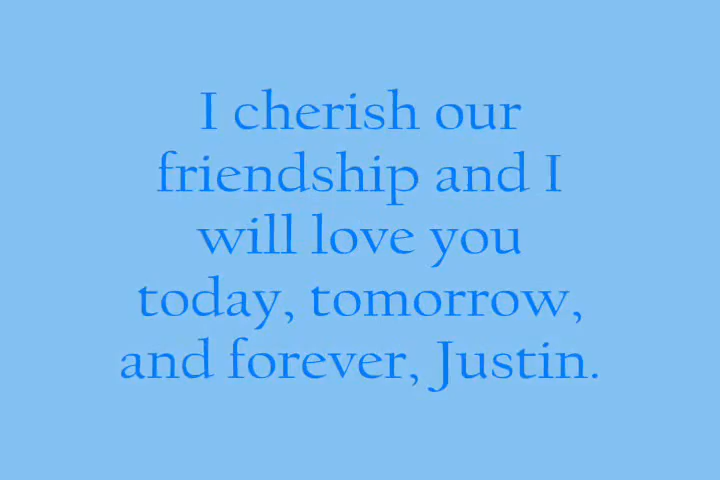 I cherish our
friendship and I
will love you
today, tomorrow,
and forever, Justin.